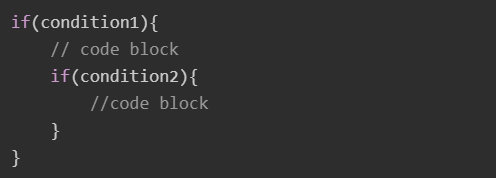 if(condition1){
    // code block
    if(condition2){
        //code block
    }
}